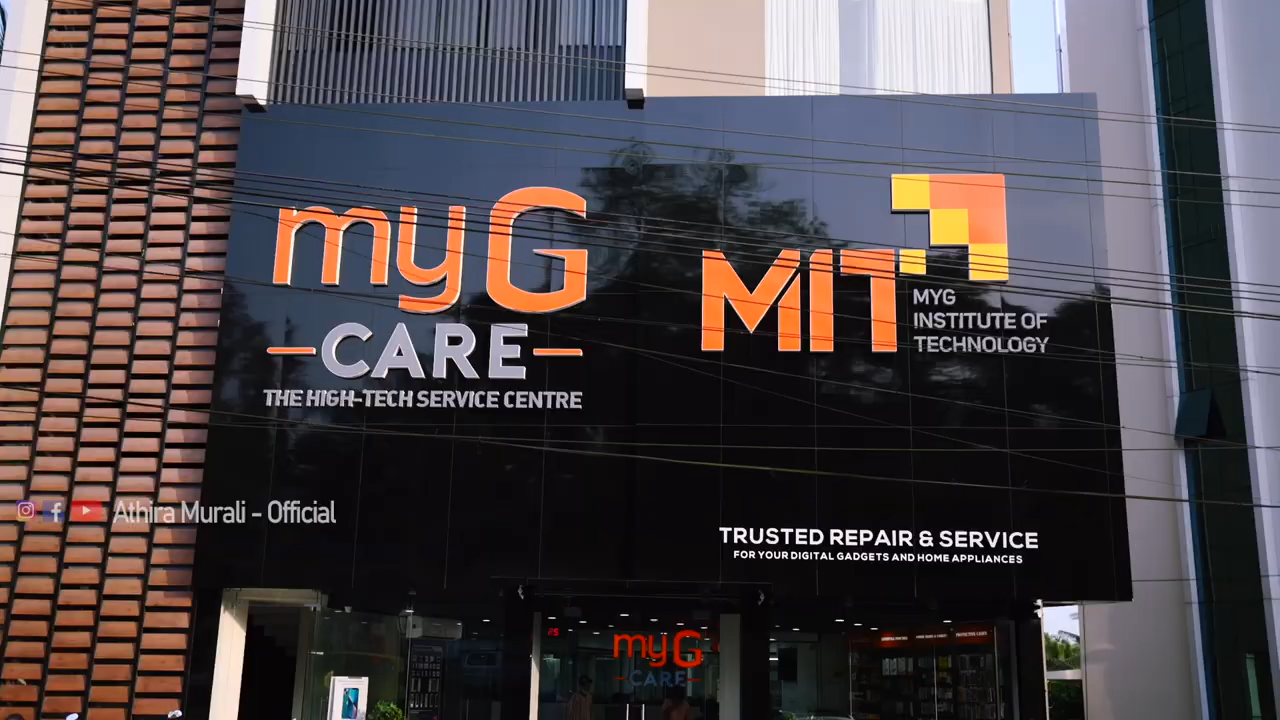 myG
CARE
THE HIGH-TECH SERVICE CENTRE
MIT
MYG
INSTITUTE OF
TECHNOLOGY
Athira Murali - Official
TRUSTED REPAIR & SERVICE
FOR YOUR DIGITAL GADGETS AND HOME APPLIANCES
myG
CARE